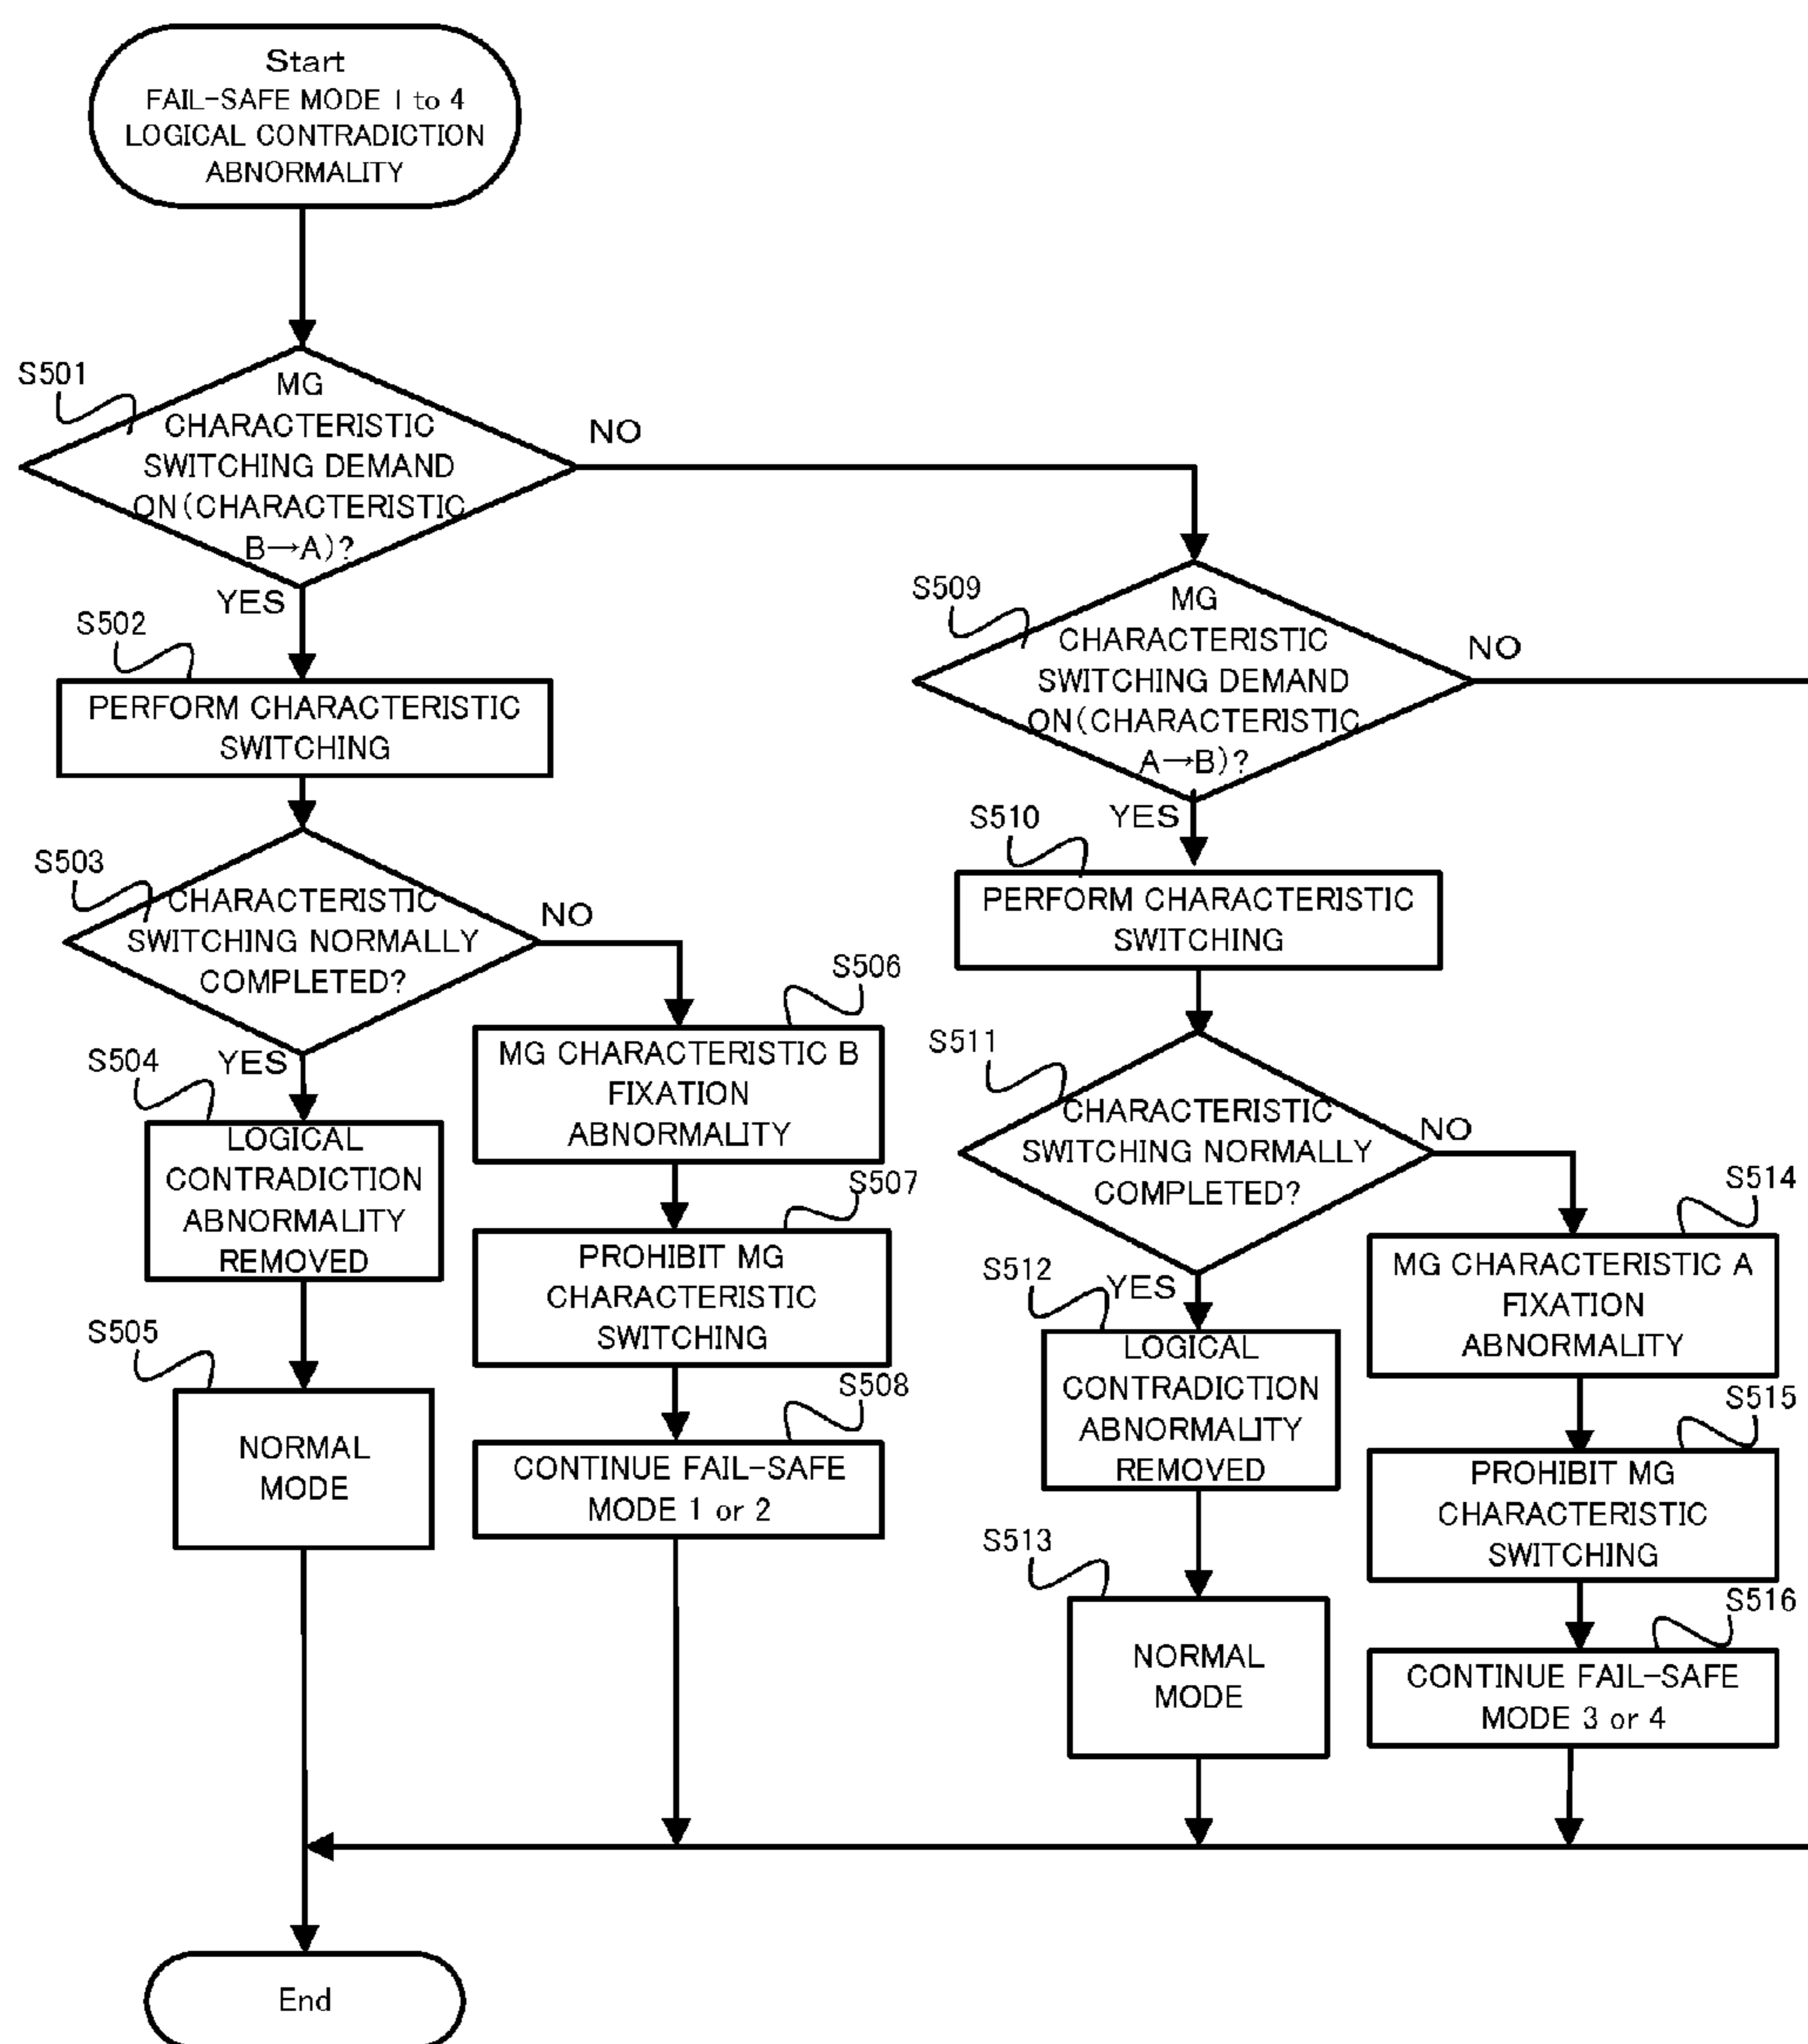 Start
FAIL-SAFE MODE 1 to 4
LOGICAL CONTRADICTION
ABNORMALITY
S501
MG
CHARACTERISTIC
SWITCHING DEMAND
ON(CHARACTERISTIC
B→A)?
NO
YES
S502
PERFORM CHARACTERISTIC
SWITCHING
S503
CHARACTERISTIC
SWITCHING NORMALLY
COMPLETED?
NO
YES
S504
LOGICAL
CONTRADICTION
ABNORMALITY
REMOVED
S505
NORMAL
MODE
S506
MG CHARACTERISTIC B
FIXATION
ABNORMALITY
S507
PROHIBIT MG
CHARACTERISTIC
SWITCHING
S508
CONTINUE FAIL-SAFE
MODE 1 or 2
S509
MG
CHARACTERISTIC
SWITCHING DEMAND
ON(CHARACTERISTIC
A→B)?
NO
YES
S510
PERFORM CHARACTERISTIC
SWITCHING
S511
CHARACTERISTIC
SWITCHING NORMALLY
COMPLETED?
NO
YES
S512
LOGICAL
CONTRADICTION
ABNORMALITY
REMOVED
S513
NORMAL
MODE
S514
MG CHARACTERISTIC A
FIXATION
ABNORMALITY
S515
PROHIBIT MG
CHARACTERISTIC
SWITCHING
S516
CONTINUE FAIL-SAFE
MODE 3 or 4
End